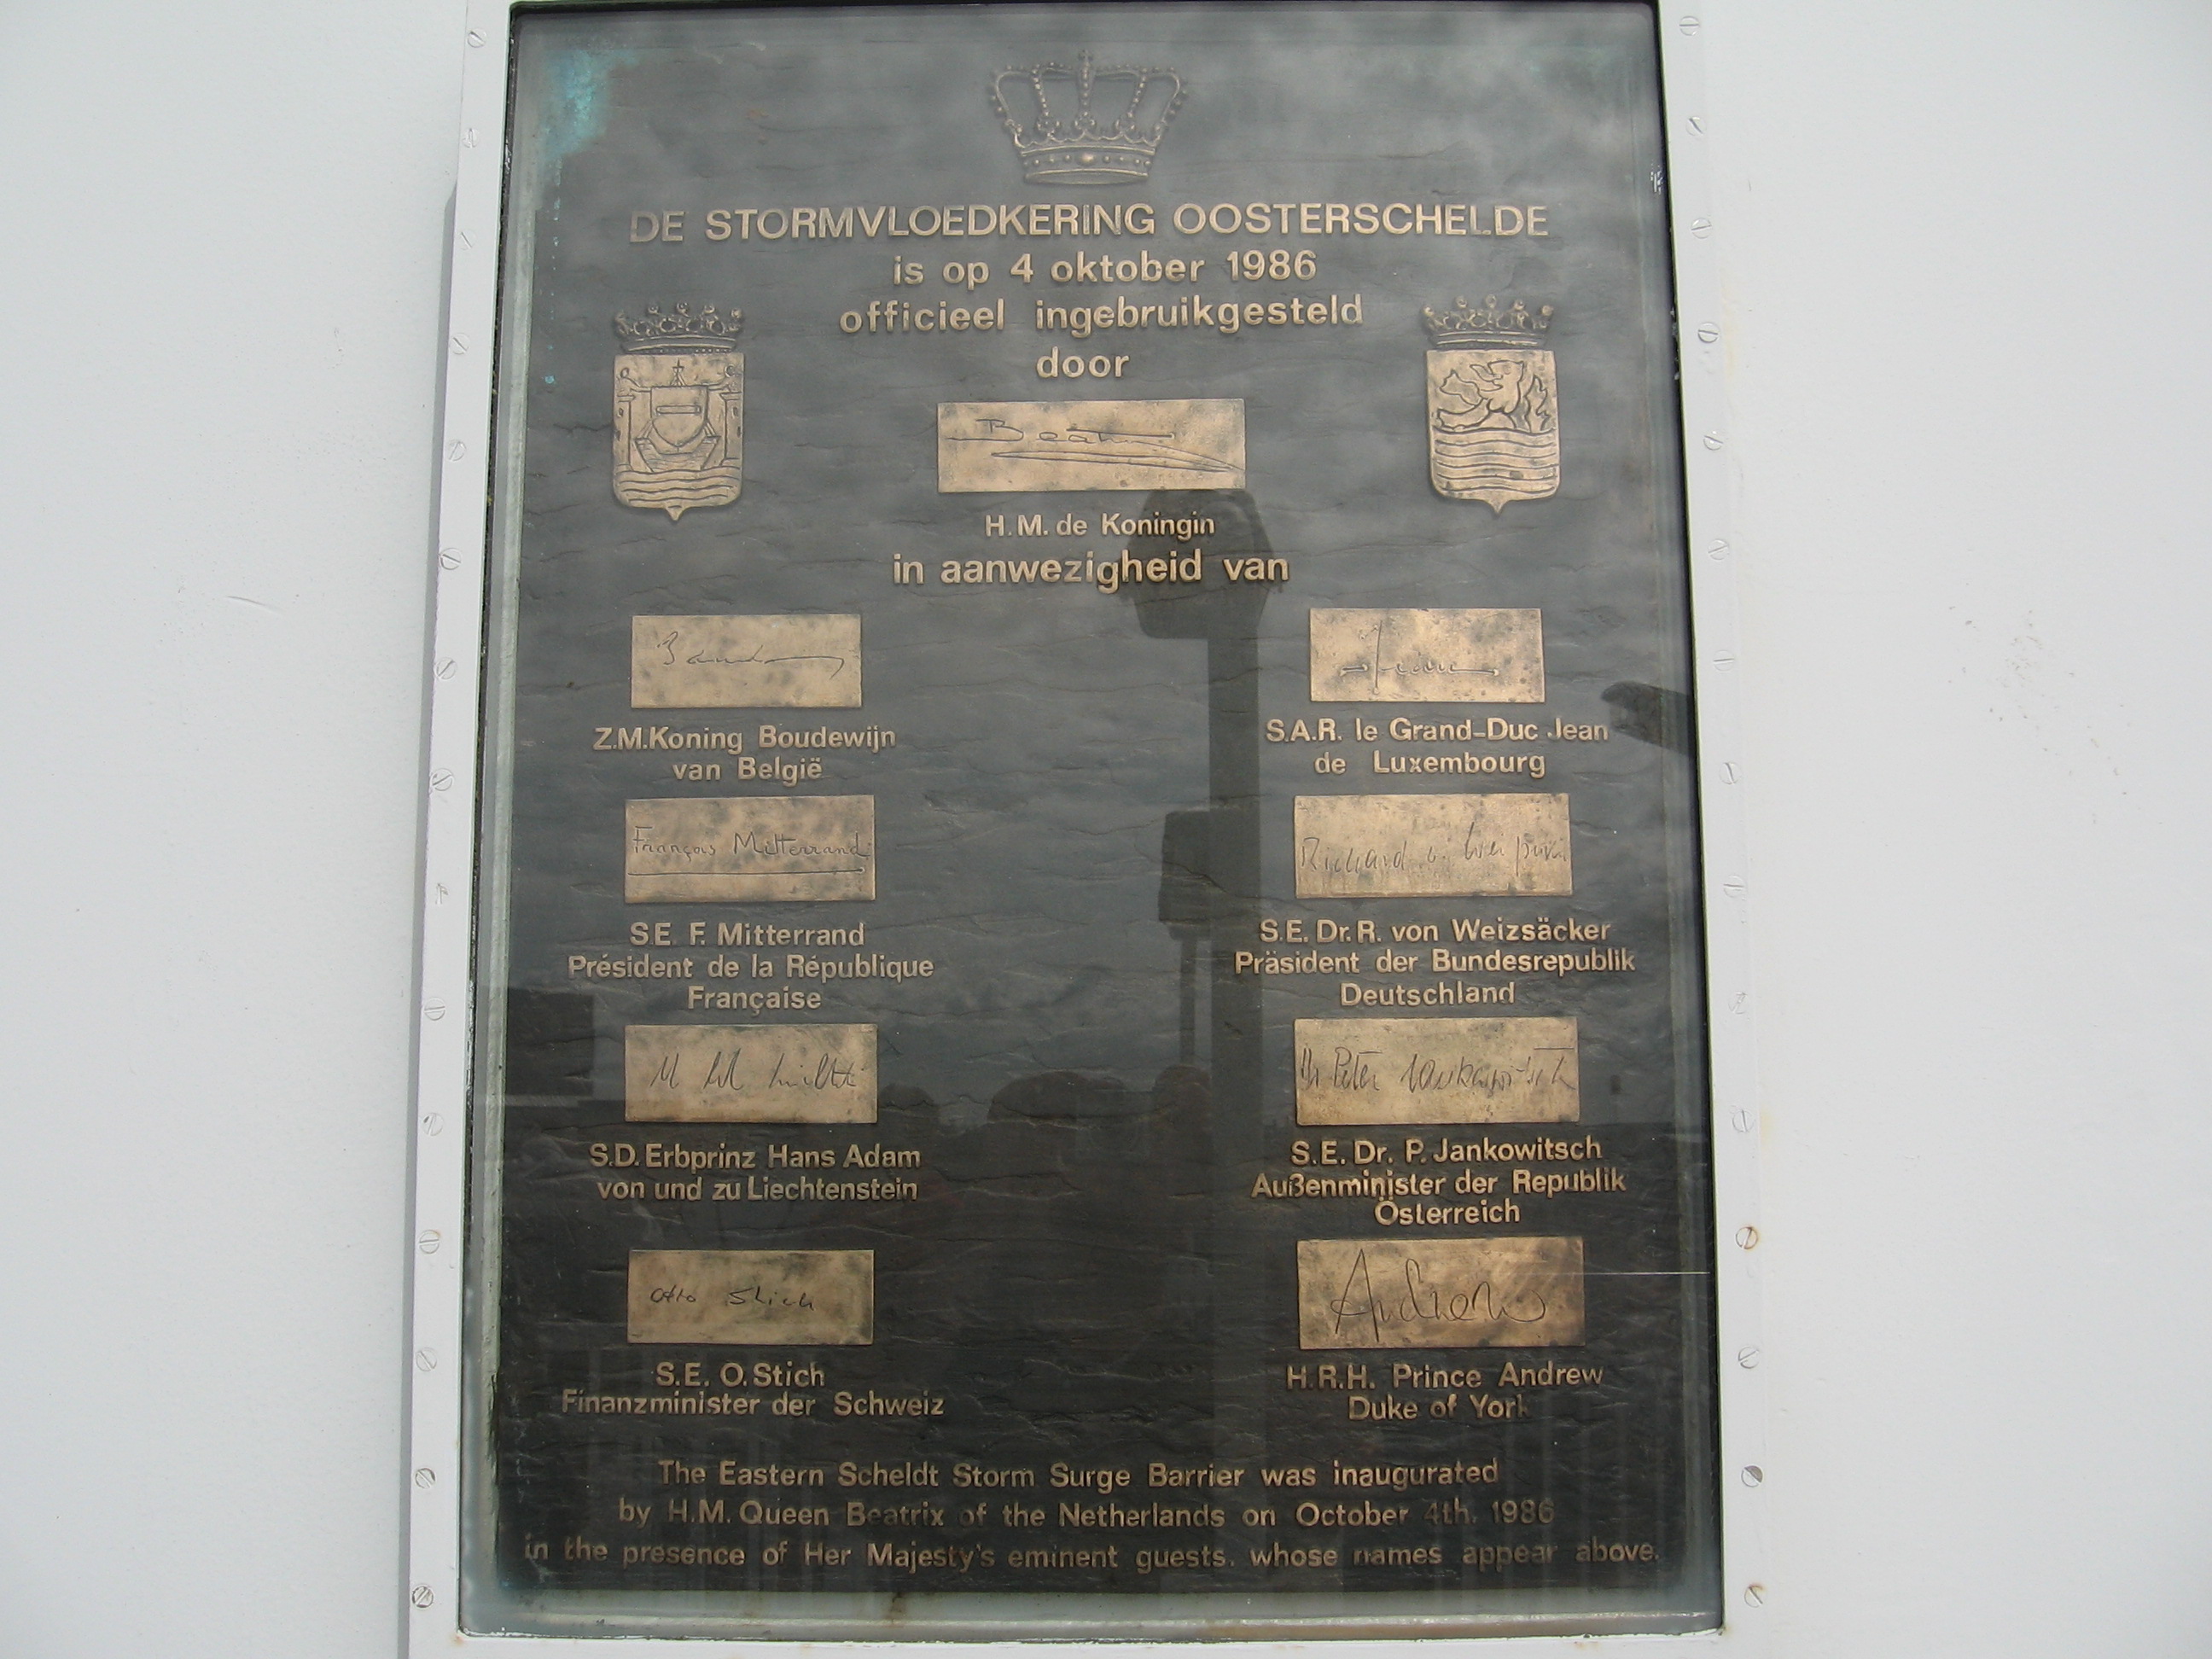 DE STORMVLOEDKERING OOSTERSCHELDE
is op 4 oktober 1986
officieel ingebruikgesteld
door
H.M. de Koningin
in aanwezigheid van
Z.M. Koning Boudewijn
van België
S.A.R. le Grand-Duc Jean
de Luxembourg
François Mitterrand
S.E. F. Mitterrand
Président de la République
Française
Richard
S.E. Dr. R. von Weizsäcker
Präsident der Bundesrepublik
Deutschland
S.D. Erbprinz Hans Adam
von und zu Liechtenstein
Peter Jankowitsch
S.E. Dr. P. Jankowitsch
Außenminister der Republik
Österreich
Otto Stich
S.E. O. Stich
Finanzminister der Schweiz
Andrew
H.R.H. Prince Andrew
Duke of York
The Eastern Scheldt Storm Surge Barrier was inaugurated
by H.M. Queen Beatrix of the Netherlands on October 4th, 1986
in the presence of Her Majesty's eminent guests, whose names appear above.